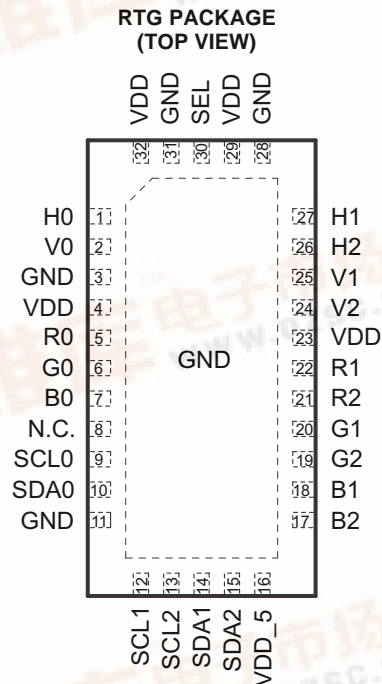 RTG PACKAGE
(TOP VIEW)
VDD GND SEL VDD GND
32 31 30 29 28
H0 1 27 H1
V0 2 26 H2
GND 3 25 V1
VDD 4 24 V2
R0 5 23 VDD
G0 6 GND 22 R1
B0 7 21 R2
N.C. 8 20 G1
SCL0 9 19 G2
SDA0 10 18 B1
GND 11 17 B2
12 13 14 15 16
SCL1 SCL2 SDA1 SDA2 VDD_5